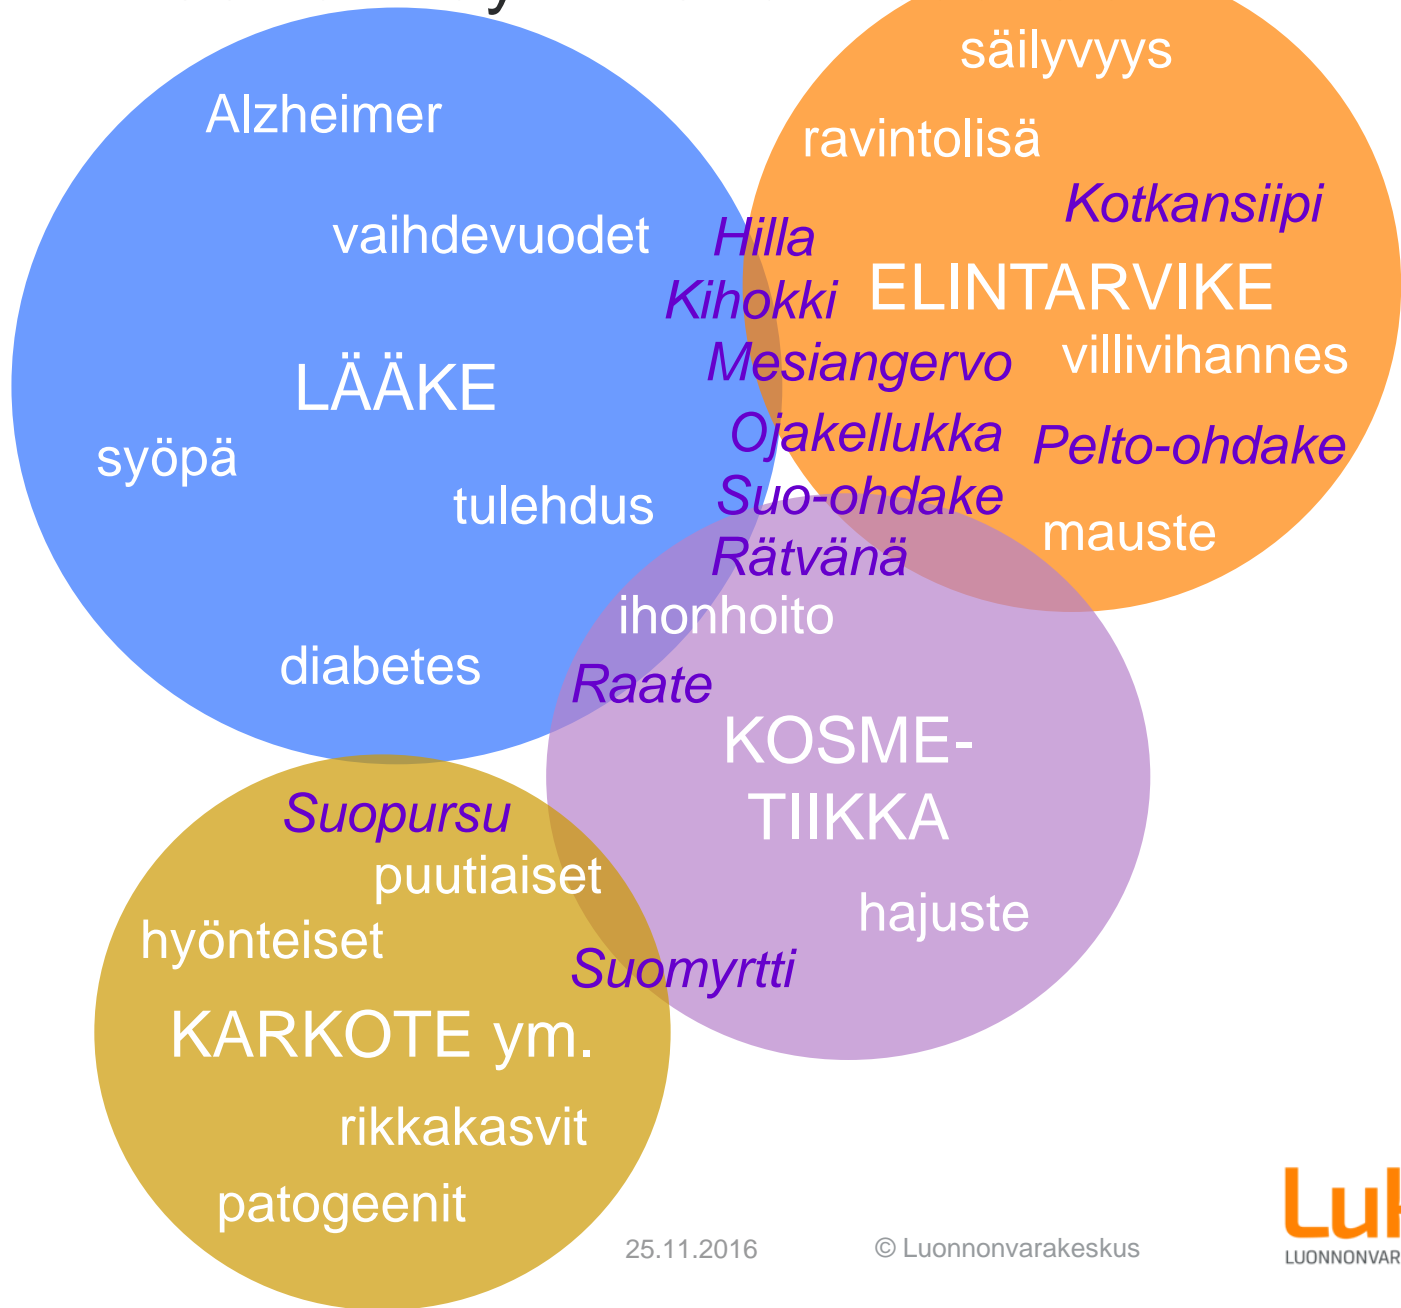 säilyvyys
Alzheimer
ravintolisä
Kotkansiipi
vaihdevuodet
Hilla
Kihokki
ELINTARVIKE
Mesiangervo
villivihannes
LÄÄKE
Ojakellukka
Pelto-ohdake
syöpä
tulehdus
Suo-ohdake
mauste
Rätvänä
ihonhoito
diabetes
Raate
KOSME-
TIIKKA
Suopursu
puutiaiset
hajuste
hyönteiset
Suomyrtti
KARKOTE ym.
rikkakasvit
patogeenit
25.11.2016
© Luonnonvarakeskus